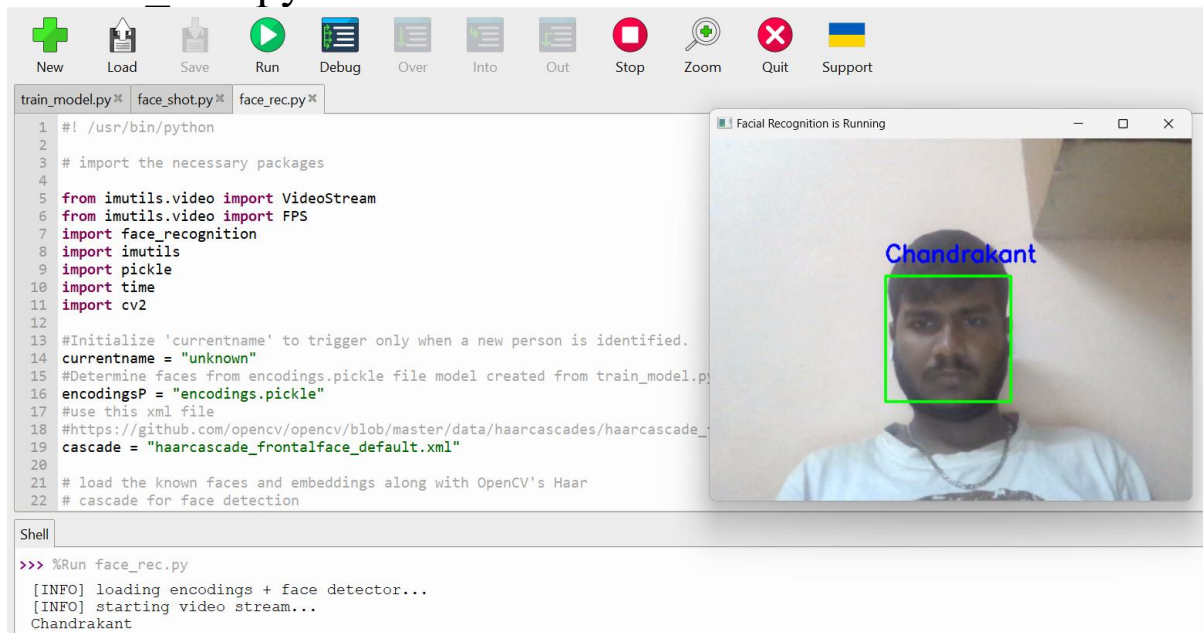 New Load Save Run Debug Over Into Out Stop Zoom Quit Support
train_model.py face_shot.py face_rec.py
1 #! /usr/bin/python
2
3 # import the necessary packages
4
5 from imutils.video import VideoStream
6 from imutils.video import FPS
7 import face_recognition
8 import imutils
9 import pickle
10 import time
11 import cv2
12
13 #Initialize 'currentname' to trigger only when a new person is identified.
14 currentname = "unknown"
15 #Determine faces from encodings.pickle file model created from train_model.py
16 encodingsP = "encodings.pickle"
17 #use this xml file
18 #https://github.com/opencv/opencv/blob/master/data/haarcascades/haarcascade_
19 cascade = "haarcascade_frontalface_default.xml"
20
21 # load the known faces and embeddings along with OpenCV's Haar
22 # cascade for face detection
Facial Recognition is Running
Chandrakant
Shell
>>> %Run face_rec.py
[INFO] loading encodings + face detector...
[INFO] starting video stream...
Chandrakant